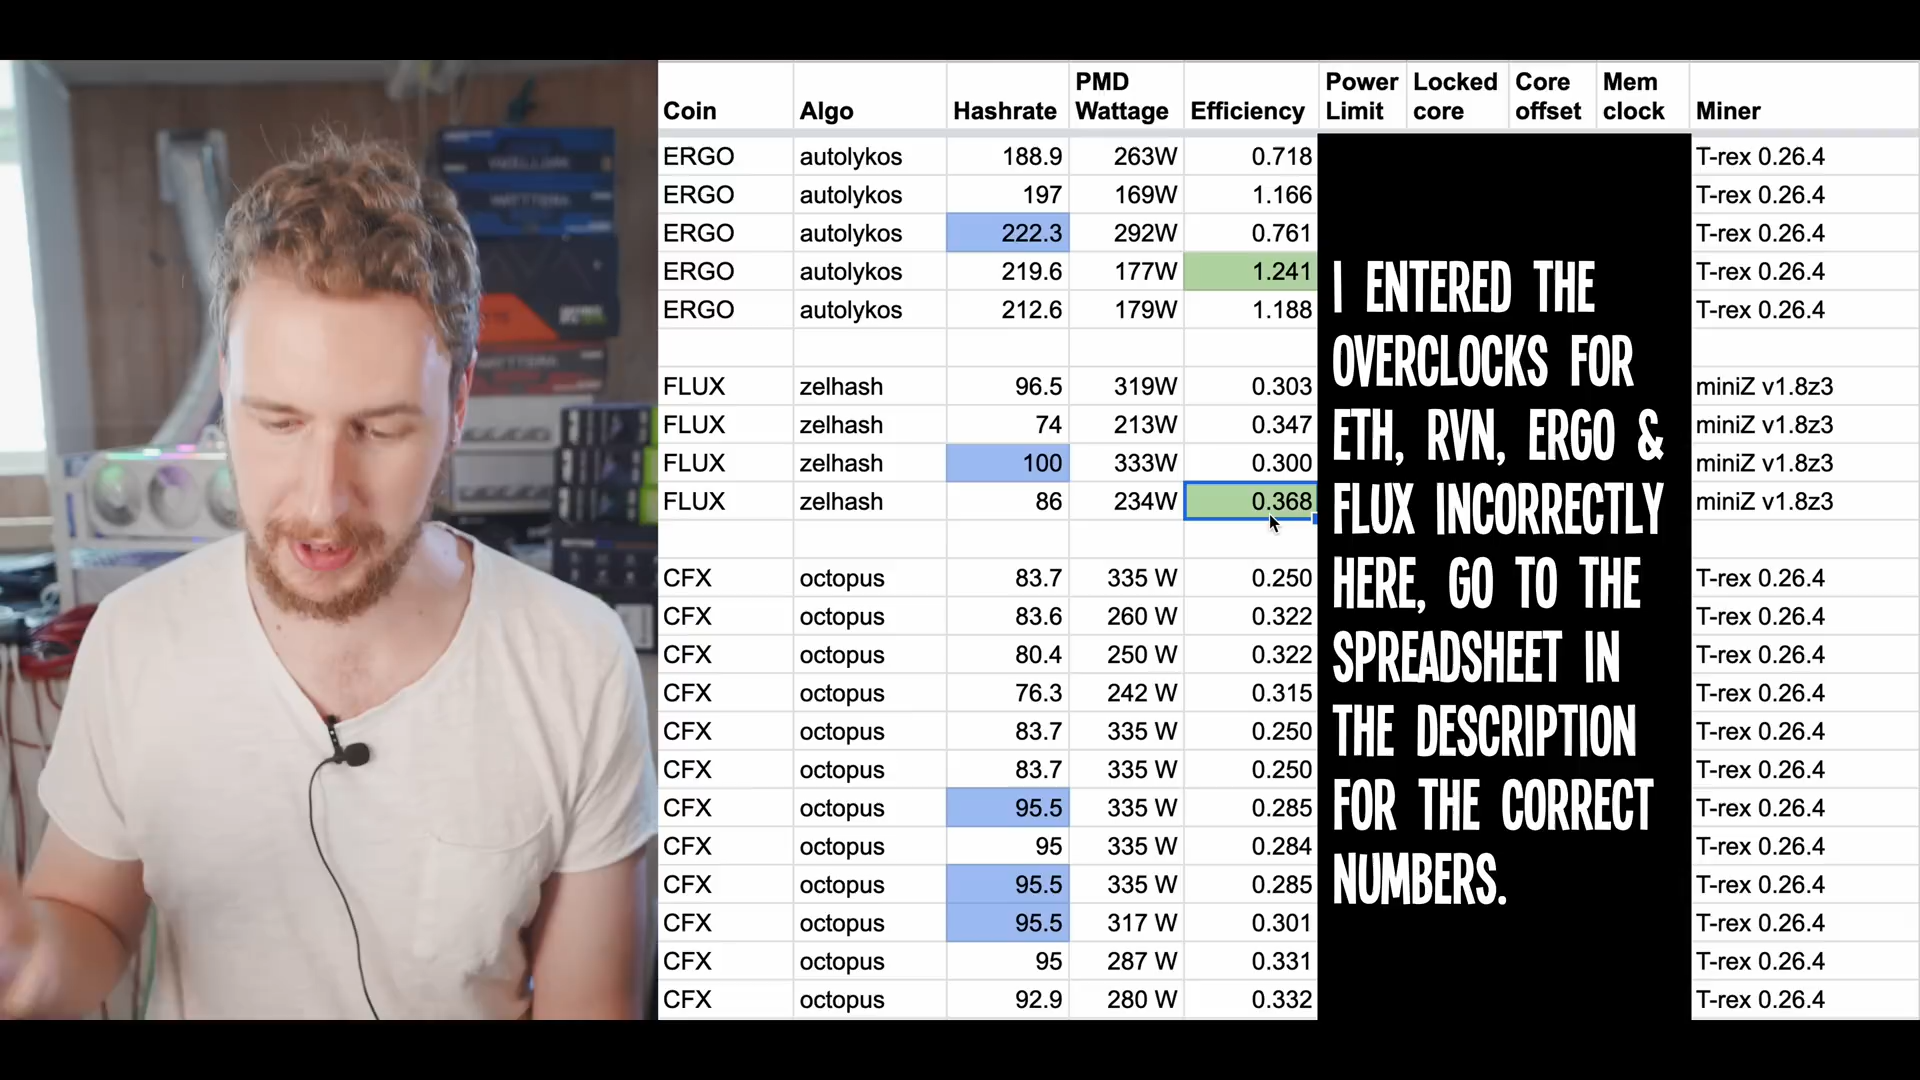 Coin Algo Hashrate PMD Wattage Efficiency Power Limit Locked core Core offset Mem clock Miner
ERGO autolykos 188.9 263W 0.718 T-rex 0.26.4
ERGO autolykos 197 169W 1.166 T-rex 0.26.4
ERGO autolykos 222.3 292W 0.761 T-rex 0.26.4
ERGO autolykos 219.6 177W 1.241 T-rex 0.26.4
ERGO autolykos 212.6 179W 1.188 T-rex 0.26.4
FLUX zelhash 96.5 319W 0.303 miniZ v1.8z3
FLUX zelhash 74 213W 0.347 miniZ v1.8z3
FLUX zelhash 100 333W 0.300 miniZ v1.8z3
FLUX zelhash 86 234W 0.368 miniZ v1.8z3
CFX octopus 83.7 335 W 0.250 T-rex 0.26.4
CFX octopus 83.6 260 W 0.322 T-rex 0.26.4
CFX octopus 80.4 250 W 0.322 T-rex 0.26.4
CFX octopus 76.3 242 W 0.315 T-rex 0.26.4
CFX octopus 83.7 335 W 0.250 T-rex 0.26.4
CFX octopus 83.7 335 W 0.250 T-rex 0.26.4
CFX octopus 95.5 335 W 0.285 T-rex 0.26.4
CFX octopus 95 335 W 0.284 T-rex 0.26.4
CFX octopus 95.5 335 W 0.285 T-rex 0.26.4
CFX octopus 95.5 317 W 0.301 T-rex 0.26.4
CFX octopus 95 287 W 0.331 T-rex 0.26.4
CFX octopus 92.9 280 W 0.332 T-rex 0.26.4
I ENTERED THE
OVERCLOCKS FOR
ETH, RVN, ERGO &
FLUX INCORRECTLY
HERE, GO TO THE
SPREADSHEET IN
THE DESCRIPTION
FOR THE CORRECT
NUMBERS.